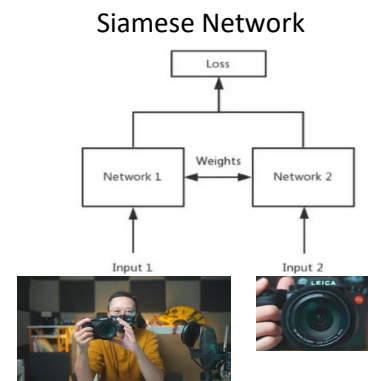 Siamese Network
Loss
Weights
Network 1
Network 2
Input 1
Input 2
LEICA